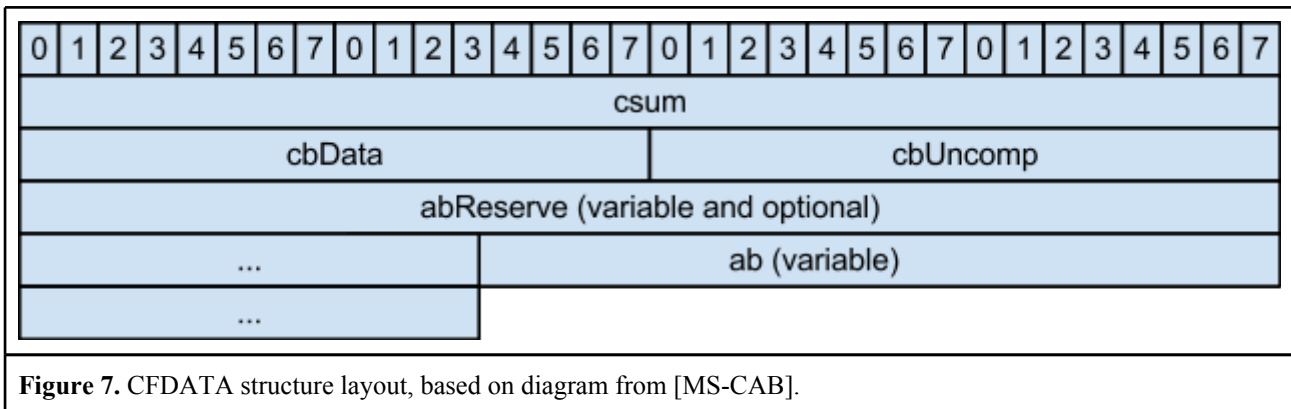 0 1 2 3 4 5 6 7 0 1 2 3 4 5 6 7 0 1 2 3 4 5 6 7 0 1 2 3 4 5 6 7
csum
cbData cbUncomp
abReserve (variable and optional)
... ab (variable)
...
Figure 7. CFDATA structure layout, based on diagram from [MS-CAB].